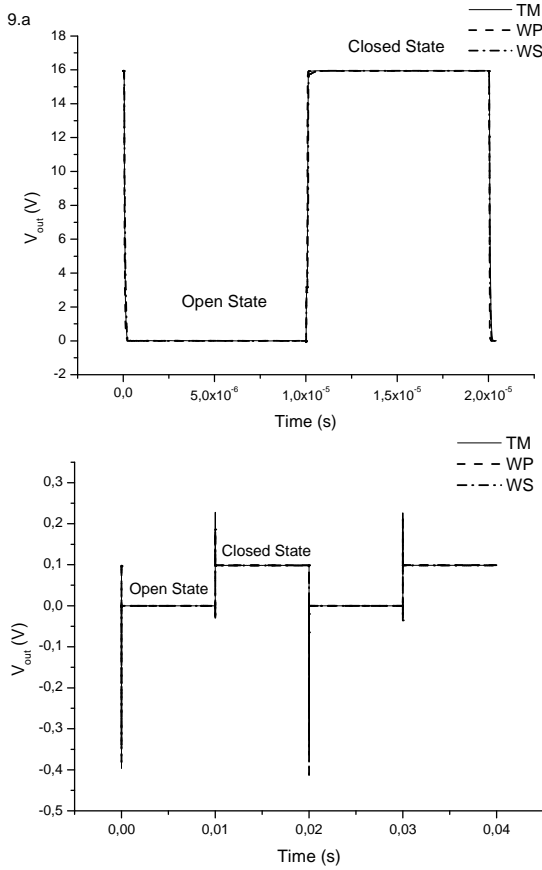 9.a
TM
WP
WS
Closed State
Open State
18
16
14
12
10
8
6
4
2
0
-2
V_out (V)
0,0 5,0x10^-6 1,0x10^-5 1,5x10^-5 2,0x10^-5
Time (s)
TM
WP
WS
Closed State
Open State
0,3
0,2
0,1
0,0
-0,1
-0,2
-0,3
-0,4
-0,5
V_out (V)
0,00 0,01 0,02 0,03 0,04
Time (s)